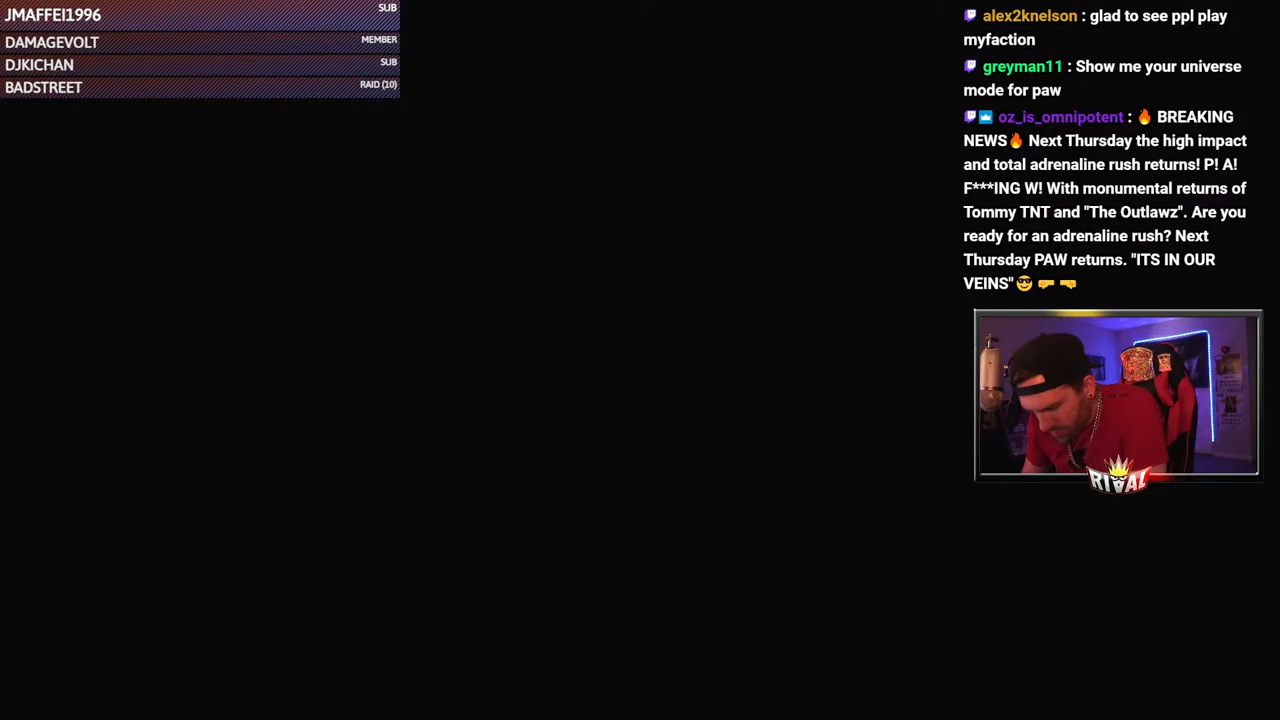 JMAFFEI1996 SUB
DAMAGEVOLT MEMBER
DJKICHAN SUB
BADSTREET RAID (10)
alex2knelson : glad to see ppl play
myfaction
greyman11 : Show me your universe
mode for paw
oz_is_omnipotent : 🔥 BREAKING
NEWS🔥 Next Thursday the high impact
and total adrenaline rush returns! P! A!
F***ING W! With monumental returns of
Tommy TNT and "The Outlawz". Are you
ready for an adrenaline rush? Next
Thursday PAW returns. "ITS IN OUR
VEINS"😎 🤛 🤜
RIVAL